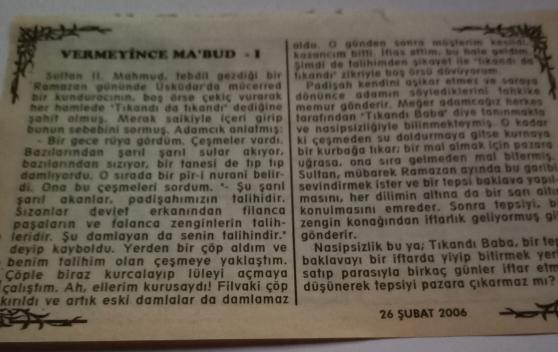 VERMEYİNCE MA'BUD - I
Sultan II. Mahmud, tebdil gezdiği bir
Ramazan gününde Üsküdar'da mücerred
bir kunduracının, boş örse çekiç vurarak
her hamlede "Tıkandı da tıkandı" dediğine
şahit olmuş. Merak saikiyle içeri girip
bunun sebebini sormuş. Adamcık anlatmış:
- Bir gece rüya gördüm. Çeşmeler vardı.
Bazılarından şarıl şarıl sular akıyor,
bazılarından sızıyor, bir tanesi de tıp tıp
damlıyordu. O sırada bir pir-i nurani belir-
di. Ona bu çeşmeleri sordum. "- Şu şarıl
şarıl akanlar, padişahımızın talihidir.
Sızanlar devlet erkanından filanca
paşaların ve falanca zenginlerin talih-
leridir. Şu damlayan da senin talihindir."
deyip kayboldu. Yerden bir çöp aldım ve
benim talihim olan çeşmeye yaklaştım.
Çöple biraz kurcalayıp lüleyi açmaya
çalıştım. Ah, ellerim kurusaydı! Filvaki çöp
kırıldı ve artık eski damlalar da damlamaz
oldu. O günden sonra müşterim kesildi,
kazancım bitti. İflas ettim, bu hale geldim.
Şimdi de talihimden şikayet ile "tıkandı da
tıkandı" zikriyle boş örsü dövüyorum.
Padişah kendini aşikar etmez ve saraya
dönünce adamın söylediklerini tahkike
memur gönderir. Meğer adamcağız herkes
tarafından "Tıkandı Baba" diye tanınmakta
ve nasipsizliğiyle bilinmekteymiş. O kadar
ki çeşmeden su doldurmaya gitse kurnaya
bir kurbağa tıkar; bir mal almak için pazara
uğrasa, ona sıra gelmeden mal bitermiş.
Sultan, mübarek Ramazan ayında bu garibi
sevindirmek ister ve bir tepsi baklava yapıl-
masını, her dilimin altına da bir sarı altın
konulmasını emreder. Sonra tepsiyi, bir
zengin konağından iftarlık geliyormuş gi
gönderir.
Nasipsizlik bu ya; Tıkandı Baba, bir te
baklavayı bir iftarda yiyip bitirmek yeri
satıp parasıyla birkaç günler iftar etm
düşünerek tepsiyi pazara çıkarmaz mı?
26 ŞUBAT 2006